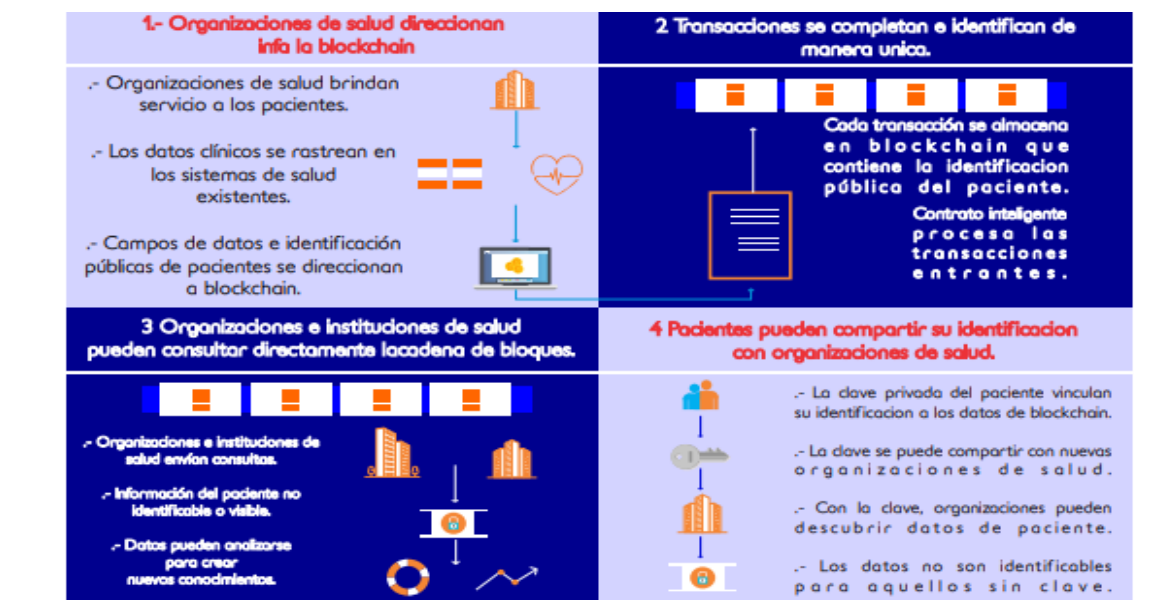 1.- Organizaciones de salud direccionan
infa la blockchain
.- Organizaciones de salud brindan
servicio a los pacientes.
.- Los datos clínicos se rastrean en
los sistemas de salud
existentes.
.- Campos de datos e identificación
públicas de pacientes se direccionan
a blockchain.
2 Transacciones se completan e identifican de
manera unica.
Cada transacción se almacena
en blockchain que
contiene la identificacion
pública del paciente.
Contrato inteligente
procesa las
transacciones
entrantes.
3 Organizaciones e instituciones de salud
pueden consultar directamente lacadena de bloques.
.- Organizaciones e instituciones de
salud envían consultas.
.- Información del paciente no
identificable o visible.
.- Datos pueden analizarse
para crear
nuevos conocimientos.
4 Pacientes pueden compartir su identificacion
con organizaciones de salud.
.- La clave privada del paciente vinculan
su identificacion a los datos de blockchain.
.- La clave se puede compartir con nuevas
organizaciones de salud.
.- Con la clave, organizaciones pueden
descubrir datos de paciente.
.- Los datos no son identificables
para aquellos sin clave.